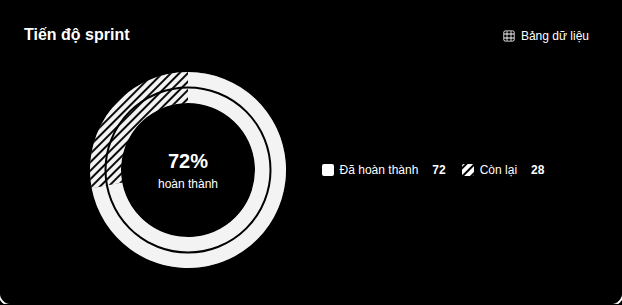 Tiến độ sprint
Bảng dữ liệu
72%
hoàn thành
Đã hoàn thành 72 Còn lại 28